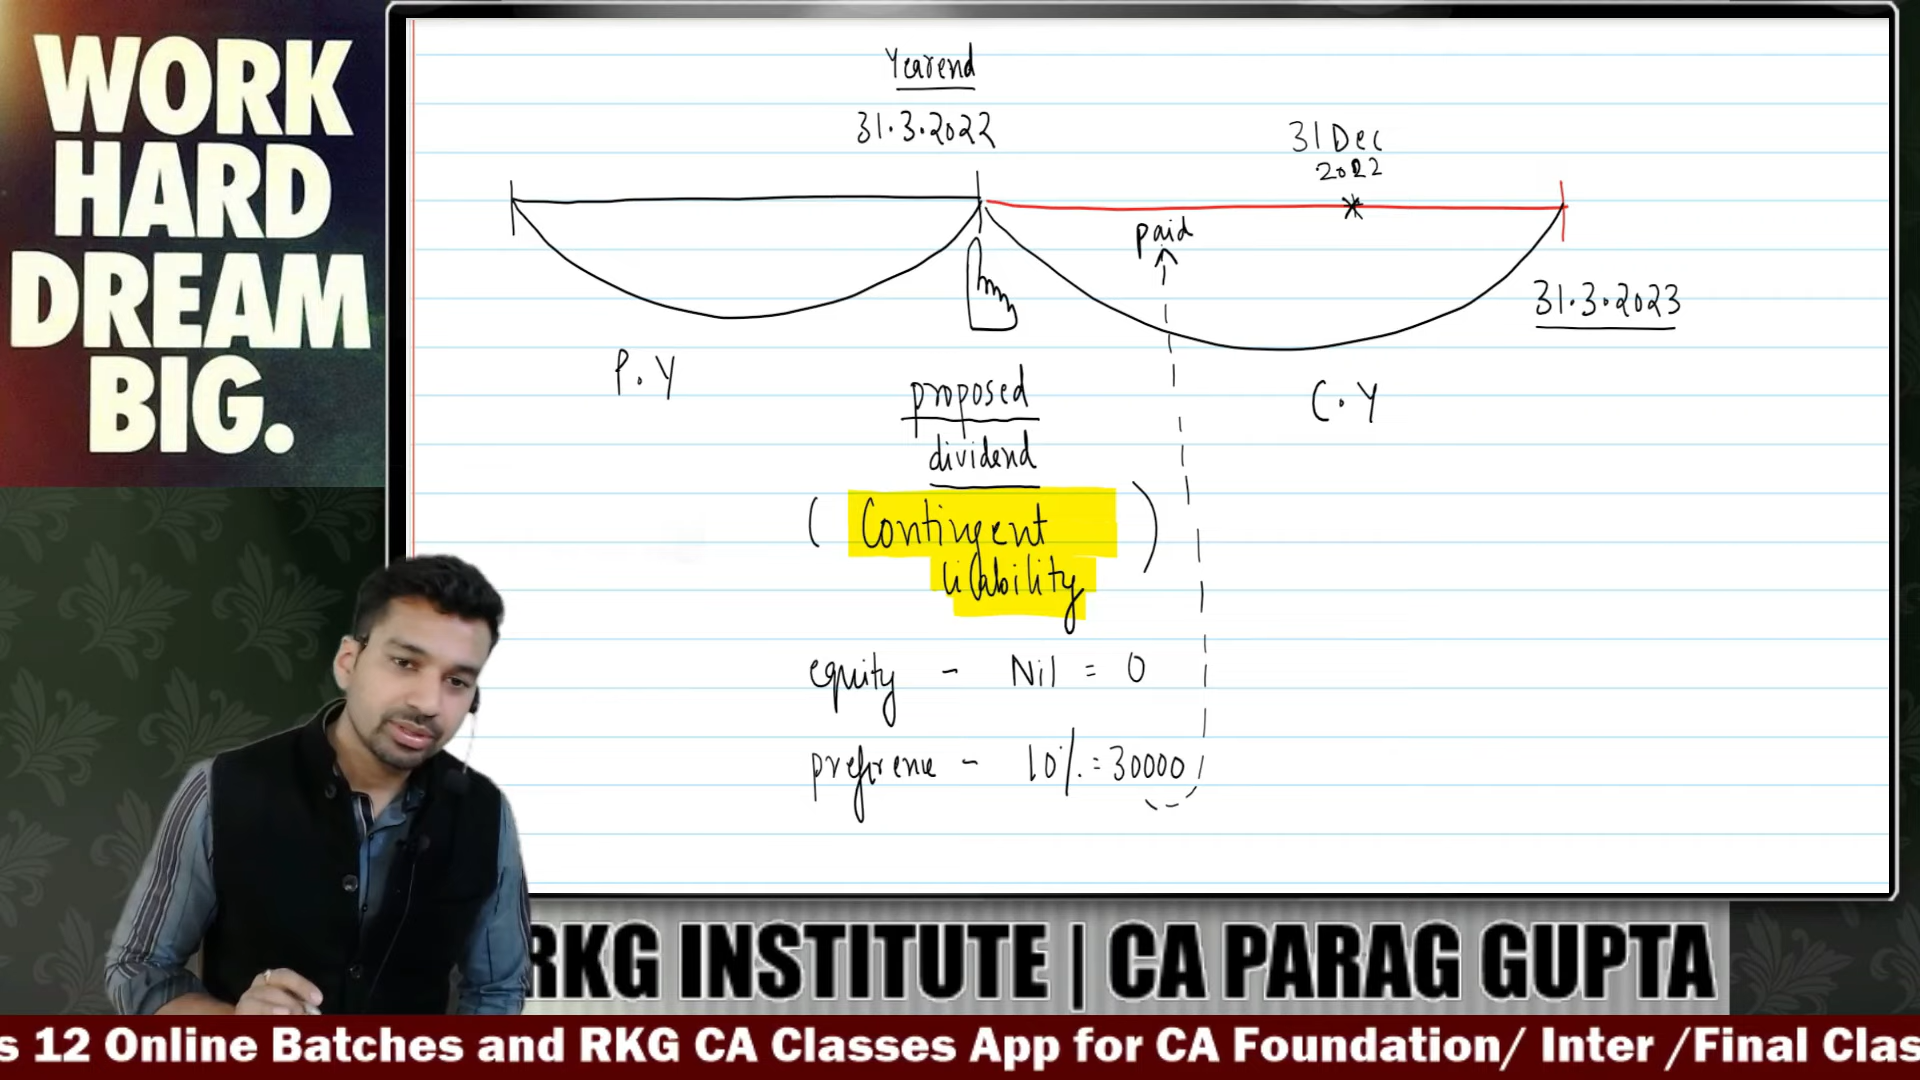 WORK
HARD
DREAM
BIG.
Yearend
31.3.2022
31 Dec
2022
paid
31.3.2023
P.Y
C.Y
proposed
dividend
( Contingent )
liability
equity - Nil = 0
preference - 10% = 30000
RKG INSTITUTE | CA PARAG GUPTA
s 12 Online Batches and RKG CA Classes App for CA Foundation/ Inter /Final Clas